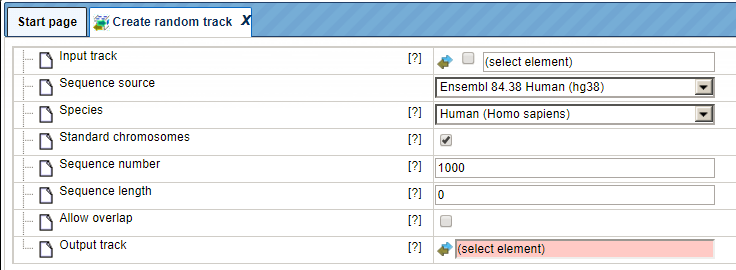 Start page Create random track X
Input track [?] (select element)
Sequence source Ensembl 84.38 Human (hg38)
Species [?] Human (Homo sapiens)
Standard chromosomes [?]
Sequence number [?] 1000
Sequence length [?] 0
Allow overlap [?]
Output track [?] (select element)